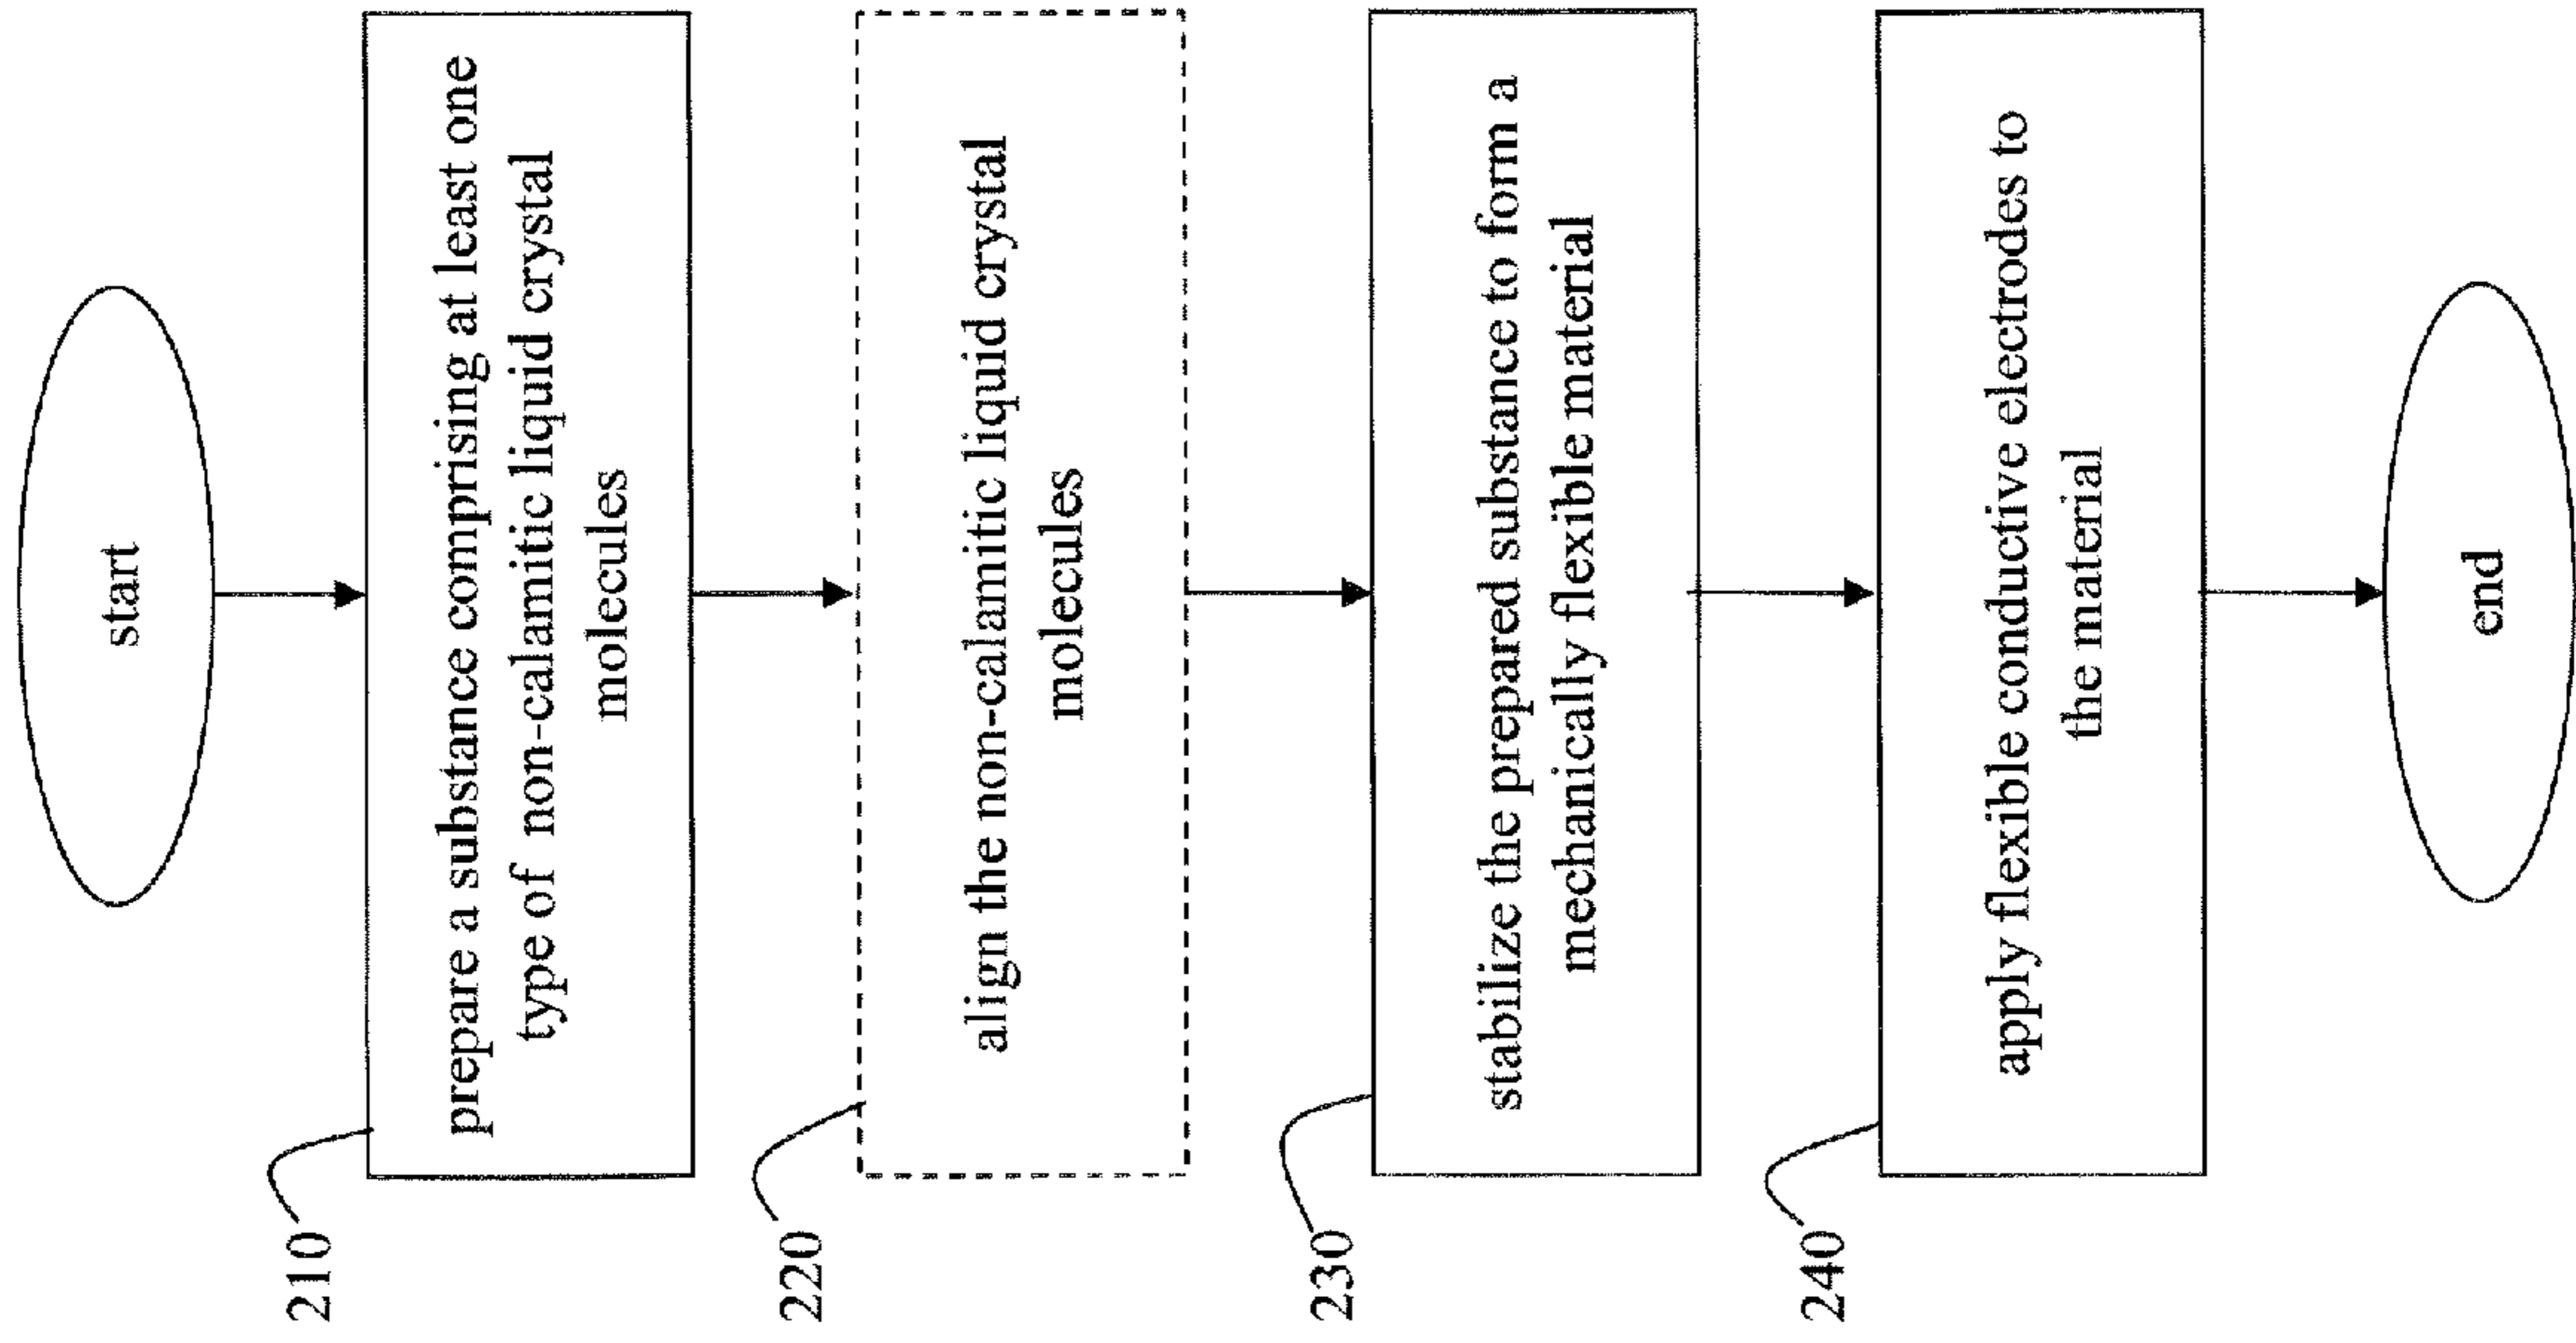 start
210
prepare a substance comprising at least one
type of non-calamitic liquid crystal
molecules
220
align the non-calamitic liquid crystal
molecules
230
stabilize the prepared substance to form a
mechanically flexible material
240
apply flexible conductive electrodes to
the material
end